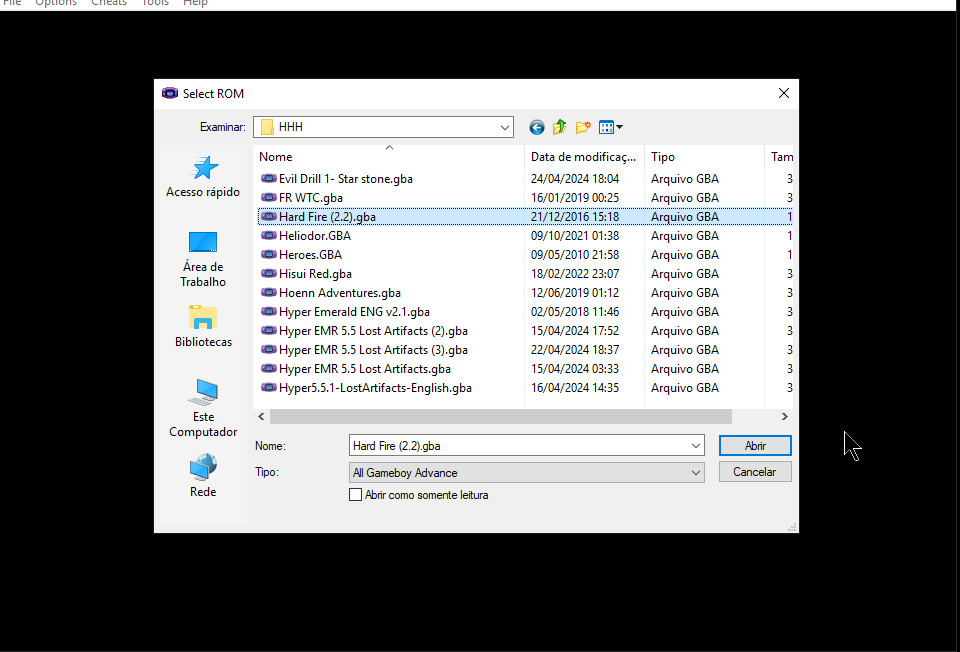 File Options Cheats Tools Help
Select ROM
Examinar: HHH
Nome Data de modificaç... Tipo Tam
Evil Drill 1- Star stone.gba 24/04/2024 18:04 Arquivo GBA 3
FR WTC.gba 16/01/2019 00:25 Arquivo GBA 3
Hard Fire (2.2).gba 21/12/2016 15:18 Arquivo GBA 1
Heliodor.GBA 09/10/2021 01:38 Arquivo GBA 1
Heroes.GBA 09/05/2010 21:58 Arquivo GBA 1
Hisui Red.gba 18/02/2022 23:07 Arquivo GBA 3
Hoenn Adventures.gba 12/06/2019 01:12 Arquivo GBA 3
Hyper Emerald ENG v2.1.gba 02/05/2018 11:46 Arquivo GBA 3
Hyper EMR 5.5 Lost Artifacts (2).gba 15/04/2024 17:52 Arquivo GBA 3
Hyper EMR 5.5 Lost Artifacts (3).gba 22/04/2024 18:37 Arquivo GBA 3
Hyper EMR 5.5 Lost Artifacts.gba 15/04/2024 03:33 Arquivo GBA 3
Hyper5.5.1-LostArtifacts-English.gba 16/04/2024 14:35 Arquivo GBA 3
Acesso rápido
Área de
Trabalho
Bibliotecas
Este
Computador
Rede
Nome: Hard Fire (2.2).gba Abrir
Tipo: All Gameboy Advance Cancelar
Abrir como somente leitura